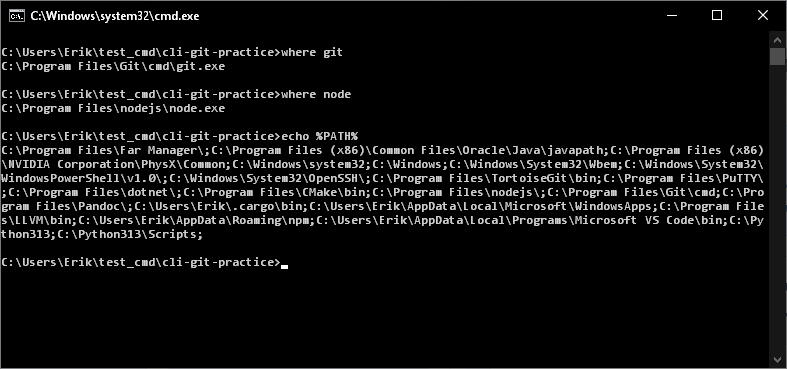 C:\Windows\system32\cmd.exe
C:\Users\Erik\test_cmd\cli-git-practice>where git
C:\Program Files\Git\cmd\git.exe
C:\Users\Erik\test_cmd\cli-git-practice>where node
C:\Program Files\nodejs\node.exe
C:\Users\Erik\test_cmd\cli-git-practice>echo %PATH%
C:\Program Files\Far Manager\;C:\Program Files (x86)\Common Files\Oracle\Java\javapath;C:\Program Files (x86)
\NVIDIA Corporation\PhysX\Common;C:\Windows\system32;C:\Windows;C:\Windows\System32\Wbem;C:\Windows\System32\
WindowsPowerShell\v1.0\;C:\Windows\System32\OpenSSH\;C:\Program Files\TortoiseGit\bin;C:\Program Files\PuTTY\
;C:\Program Files\dotnet\;C:\Program Files\CMake\bin;C:\Program Files\nodejs\;C:\Program Files\Git\cmd;C:\Pro
gram Files\Pandoc\;C:\Users\Erik\.cargo\bin;C:\Users\Erik\AppData\Local\Microsoft\WindowsApps;C:\Program File
s\LLVM\bin;C:\Users\Erik\AppData\Roaming\npm;C:\Users\Erik\AppData\Local\Programs\Microsoft VS Code\bin;C:\Py
thon313;C:\Python313\Scripts;
C:\Users\Erik\test_cmd\cli-git-practice>